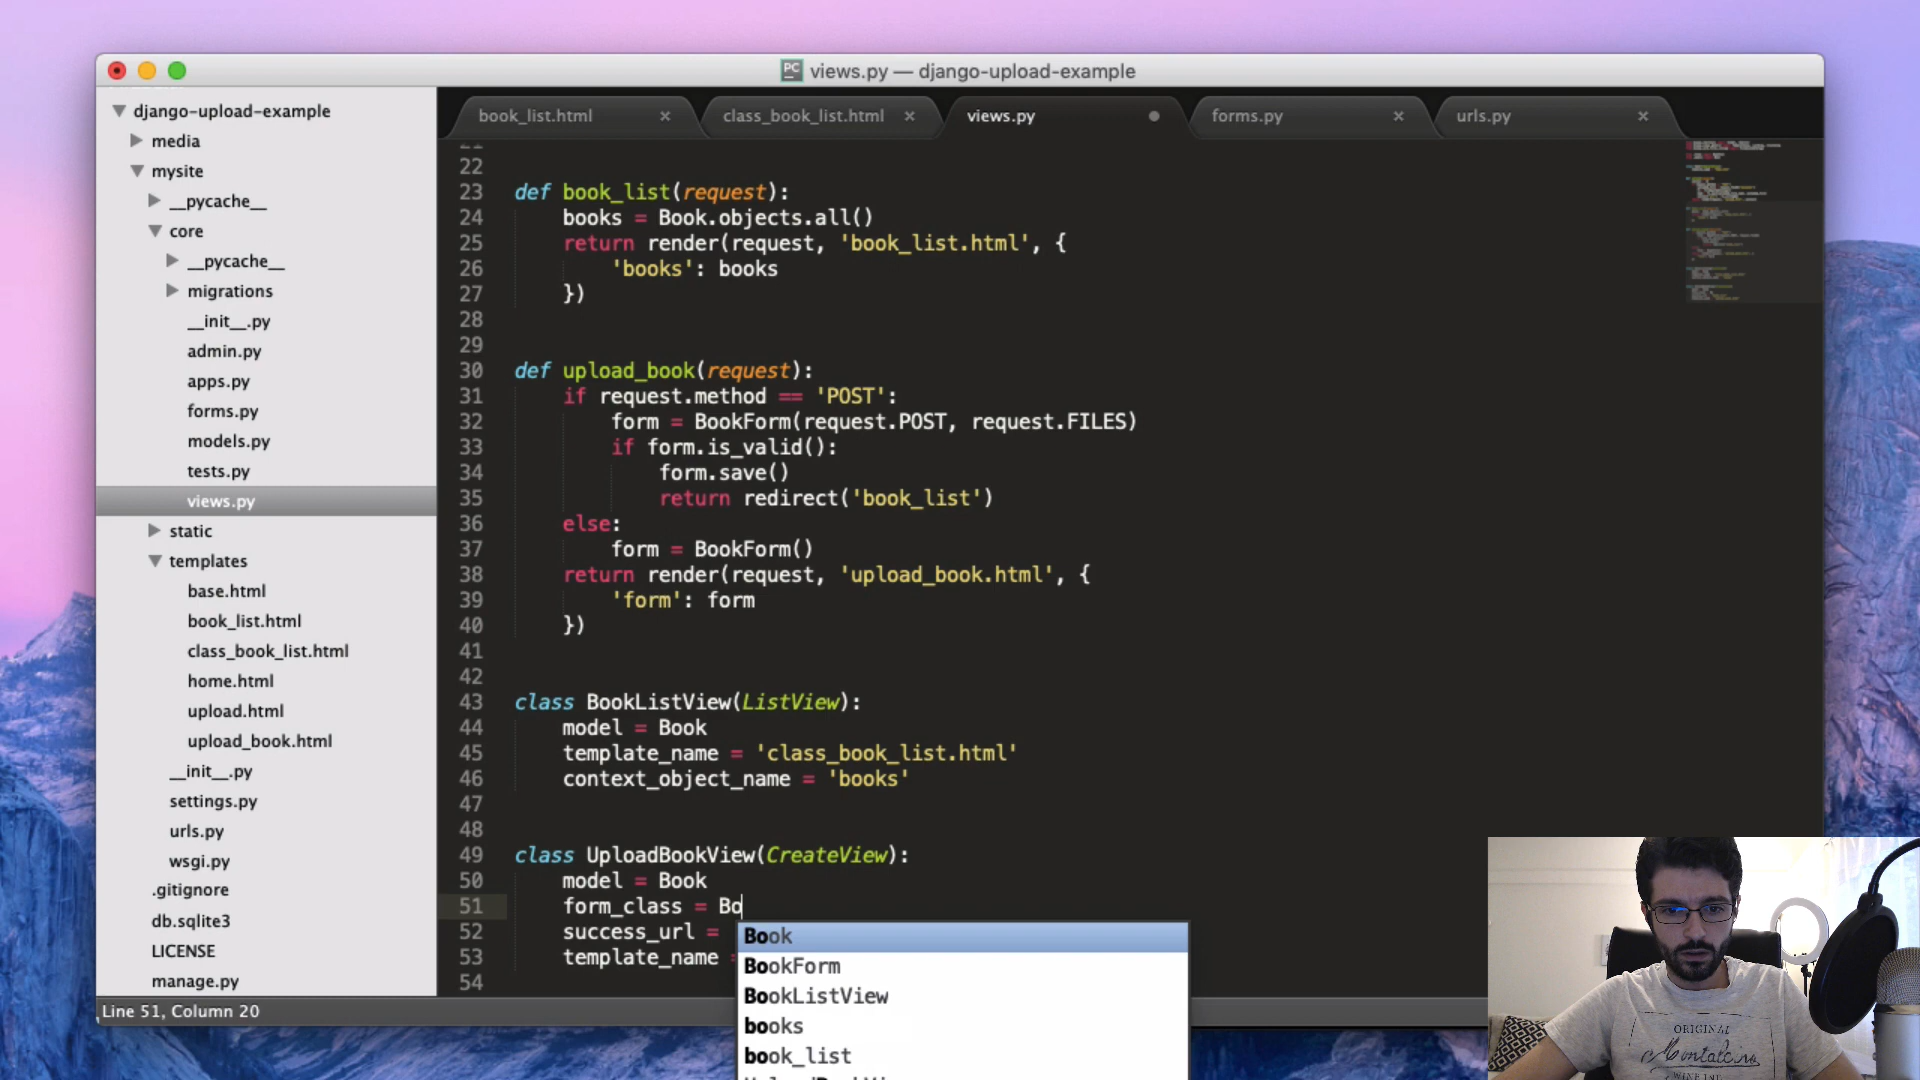 PC views.py — django-upload-example
django-upload-example
media
mysite
__pycache__
core
__pycache__
migrations
__init__.py
admin.py
apps.py
forms.py
models.py
tests.py
views.py
static
templates
base.html
book_list.html
class_book_list.html
home.html
upload.html
upload_book.html
__init__.py
settings.py
urls.py
wsgi.py
.gitignore
db.sqlite3
LICENSE
manage.py
book_list.html × class_book_list.html × views.py forms.py × urls.py ×
21
22
23 def book_list(request):
24 books = Book.objects.all()
25 return render(request, 'book_list.html', {
26 'books': books
27 })
28
29
30 def upload_book(request):
31 if request.method == 'POST':
32 form = BookForm(request.POST, request.FILES)
33 if form.is_valid():
34 form.save()
35 return redirect('book_list')
36 else:
37 form = BookForm()
38 return render(request, 'upload_book.html', {
39 'form': form
40 })
41
42
43 class BookListView(ListView):
44 model = Book
45 template_name = 'class_book_list.html'
46 context_object_name = 'books'
47
48
49 class UploadBookView(CreateView):
50 model = Book
51 form_class = Bo
52 success_url =
53 template_name =
54
Book
BookForm
BookListView
books
book_list
Line 51, Column 20
ORIGINAL
Montalcino